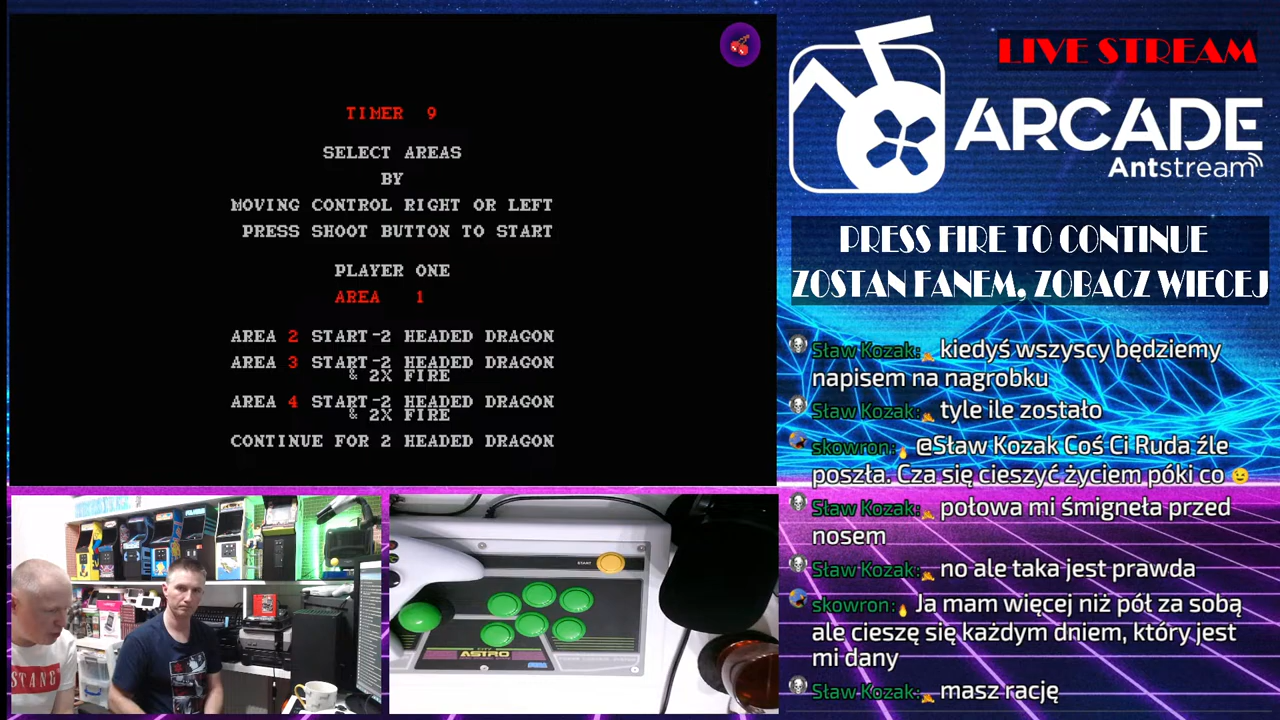 TIMER 9
SELECT AREAS
BY
MOVING CONTROL RIGHT OR LEFT
PRESS SHOOT BUTTON TO START
PLAYER ONE
AREA 1
AREA 2 START-2 HEADED DRAGON
AREA 3 START-2 HEADED DRAGON
& 2X FIRE
AREA 4 START-2 HEADED DRAGON
& 2X FIRE
CONTINUE FOR 2 HEADED DRAGON
LIVE STREAM
ARCADE
Antstream
PRESS FIRE TO CONTINUE
ZOSTAN FANEM, ZOBACZ WIECEJ
Sław Kozak: kiedyś wszyscy będziemy
napisem na nagrobku
Sław Kozak: tyle ile zostało
skowron: @Sław Kozak Coś Ci Ruda źle
poszła. Cza się cieszyć życiem póki co 😉
Sław Kozak: połowa mi śmignęła przed
nosem
Sław Kozak: no ale taka jest prawda
skowron: Ja mam więcej niż pół za sobą
ale cieszę się każdym dniem, który jest
mi dany
Sław Kozak: masz rację
CITY
ASTRO
SEGA